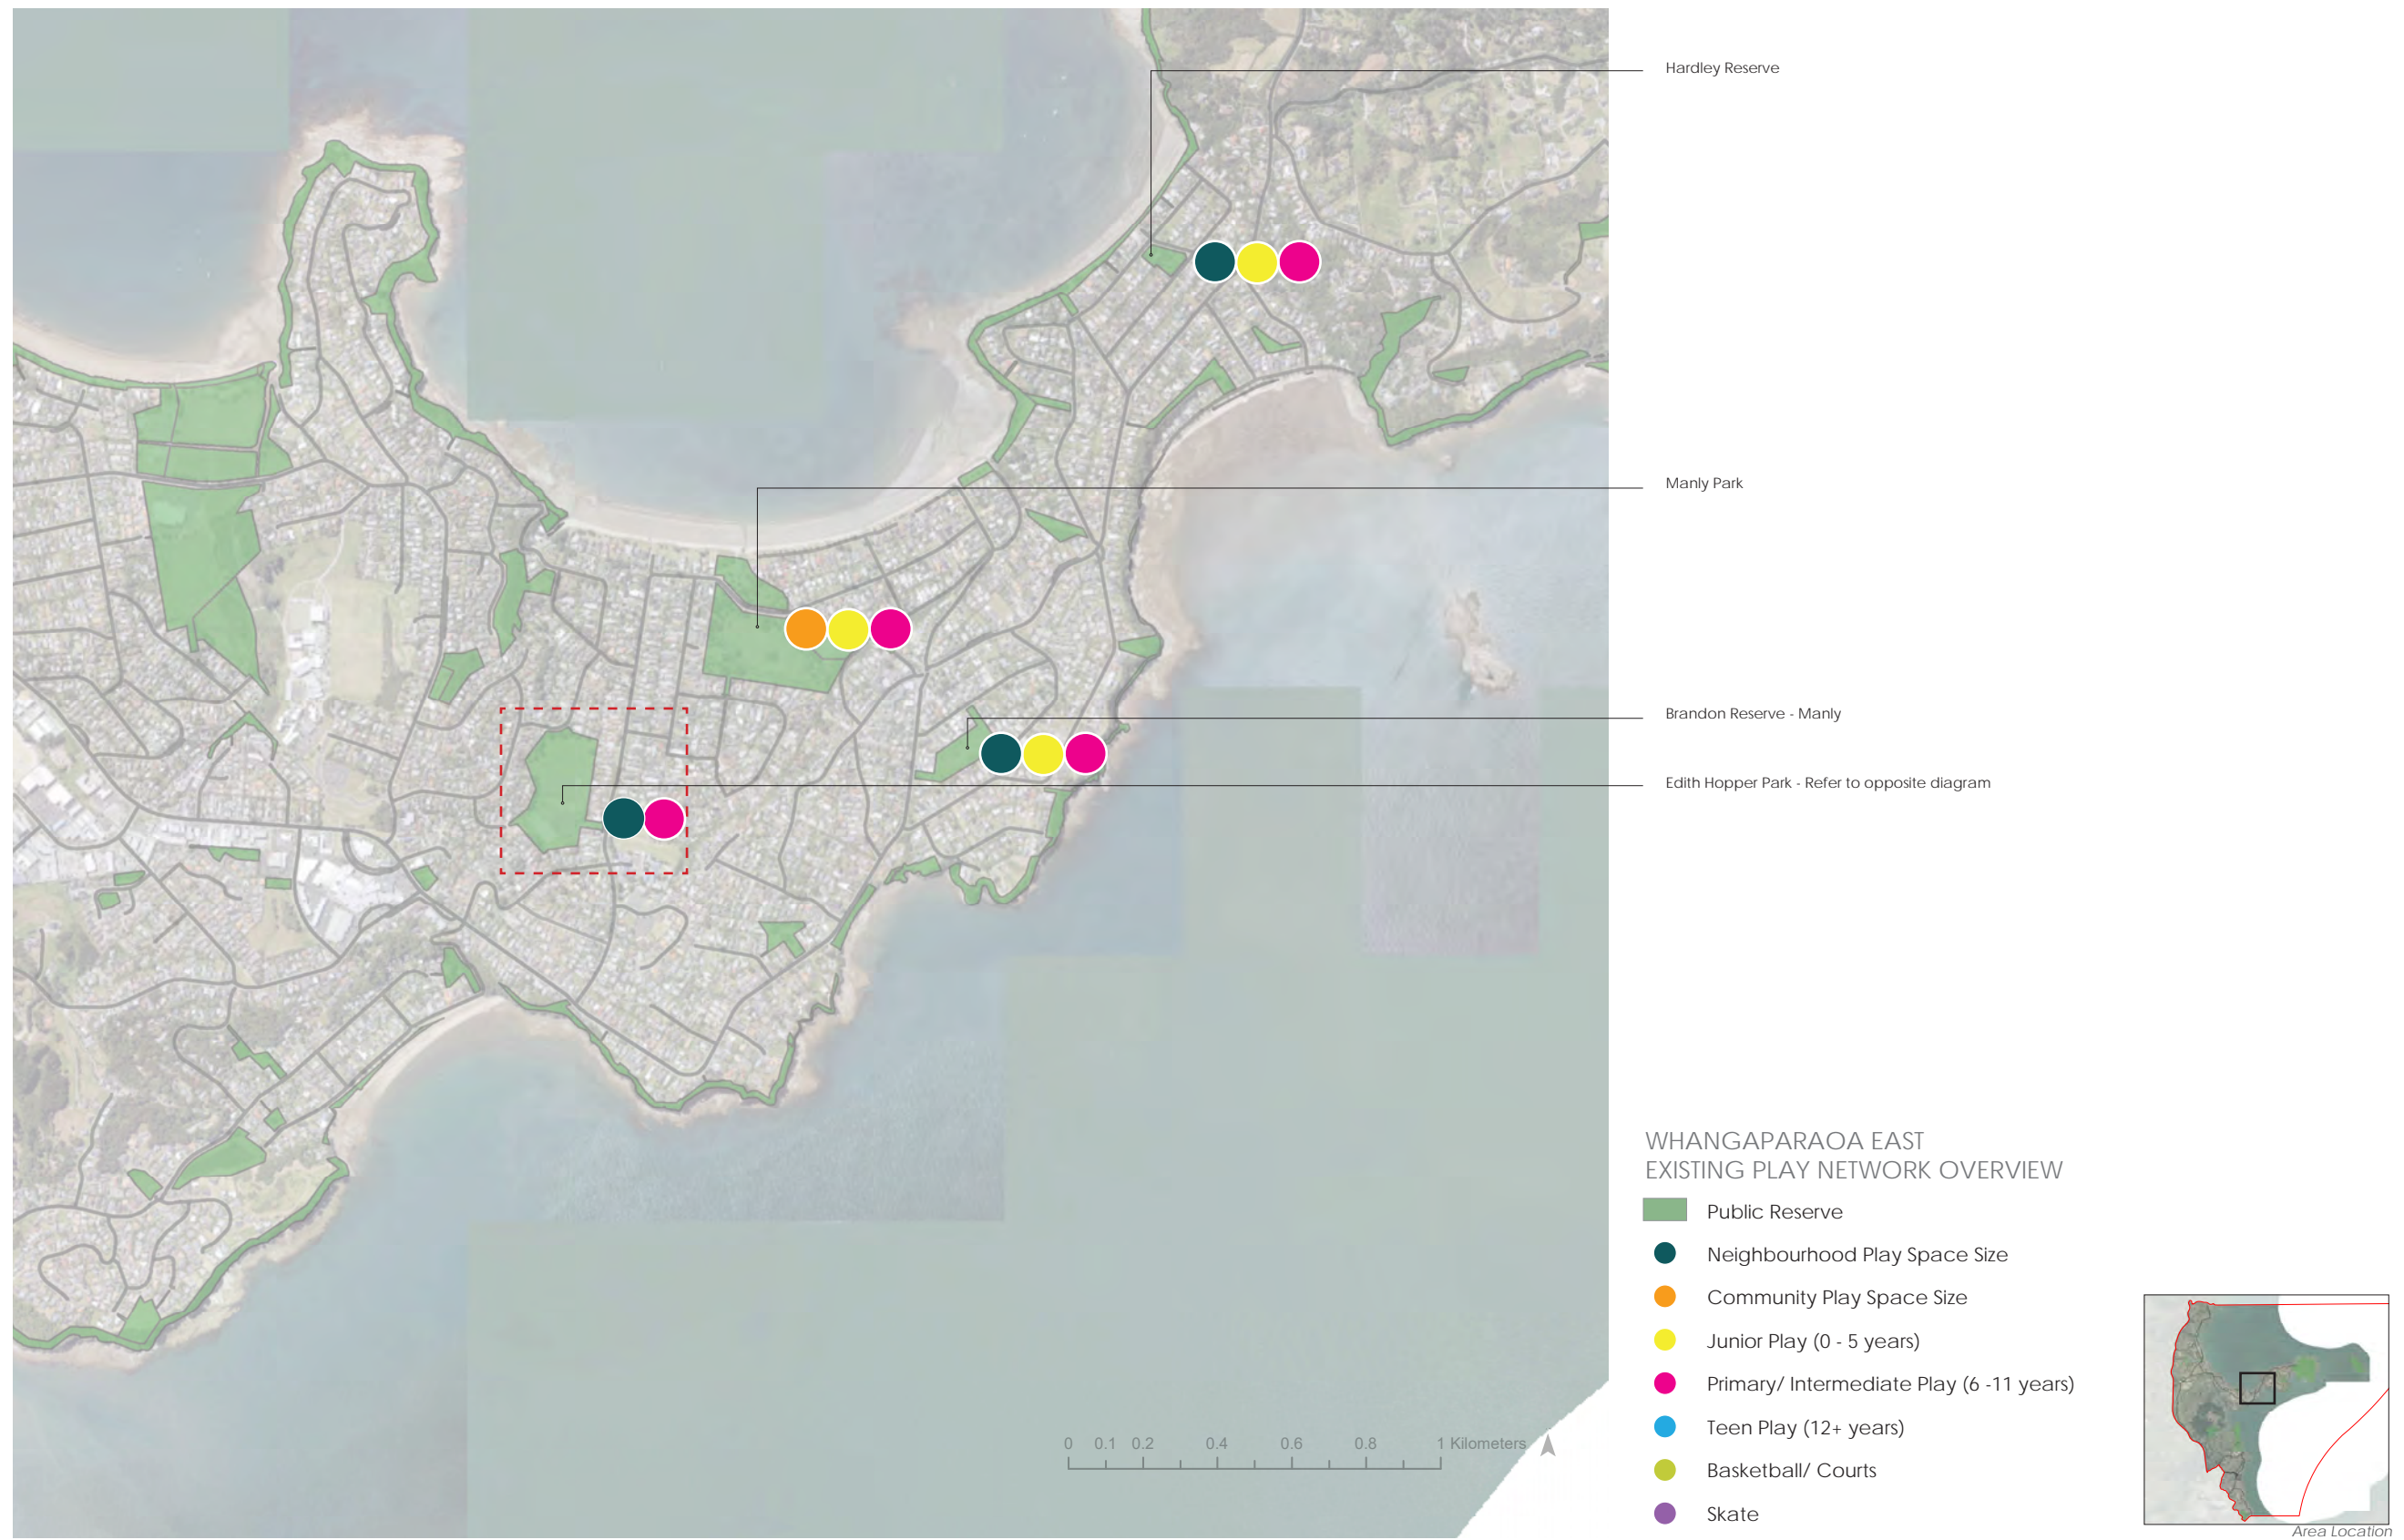 Hardley Reserve
Manly Park
Brandon Reserve - Manly
Edith Hopper Park - Refer to opposite diagram
WHANGAPARAOA EAST
EXISTING PLAY NETWORK OVERVIEW
Public Reserve
Neighbourhood Play Space Size
Community Play Space Size
Junior Play (0 - 5 years)
Primary/ Intermediate Play (6 -11 years)
Teen Play (12+ years)
Basketball/ Courts
Skate
0 0.1 0.2 0.4 0.6 0.8 1 Kilometers
Area Location